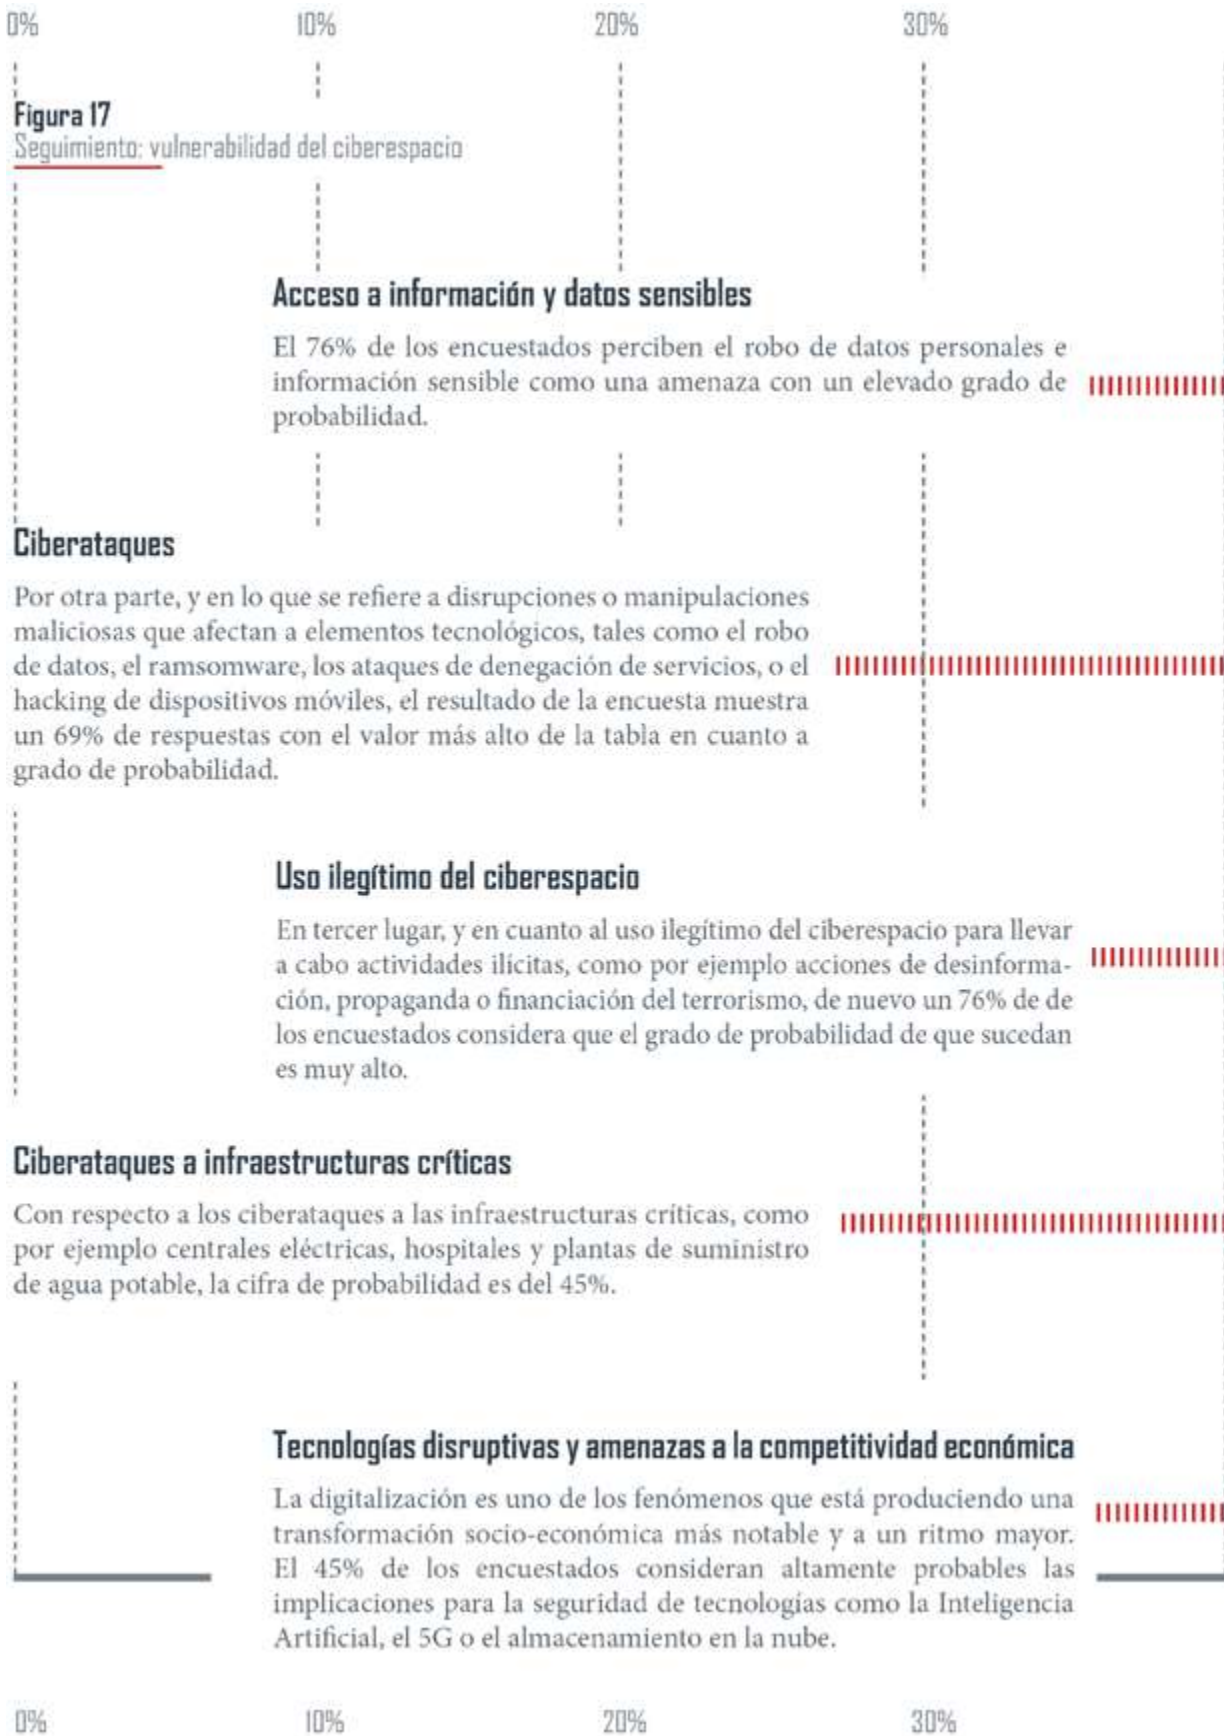 0% 10% 20% 30%
Figura 17
Seguimiento: vulnerabilidad del ciberespacio
Acceso a información y datos sensibles
El 76% de los encuestados perciben el robo de datos personales e
información sensible como una amenaza con un elevado grado de
probabilidad.
Ciberataques
Por otra parte, y en lo que se refiere a disrupciones o manipulaciones
maliciosas que afectan a elementos tecnológicos, tales como el robo
de datos, el ramsomware, los ataques de denegación de servicios, o el
hacking de dispositivos móviles, el resultado de la encuesta muestra
un 69% de respuestas con el valor más alto de la tabla en cuanto a
grado de probabilidad.
Uso ilegítimo del ciberespacio
En tercer lugar, y en cuanto al uso ilegítimo del ciberespacio para llevar
a cabo actividades ilícitas, como por ejemplo acciones de desinforma-
ción, propaganda o financiación del terrorismo, de nuevo un 76% de de
los encuestados considera que el grado de probabilidad de que sucedan
es muy alto.
Ciberataques a infraestructuras críticas
Con respecto a los ciberataques a las infraestructuras críticas, como
por ejemplo centrales eléctricas, hospitales y plantas de suministro
de agua potable, la cifra de probabilidad es del 45%.
Tecnologías disruptivas y amenazas a la competitividad económica
La digitalización es uno de los fenómenos que está produciendo una
transformación socio-económica más notable y a un ritmo mayor.
El 45% de los encuestados consideran altamente probables las
implicaciones para la seguridad de tecnologías como la Inteligencia
Artificial, el 5G o el almacenamiento en la nube.
0% 10% 20% 30%